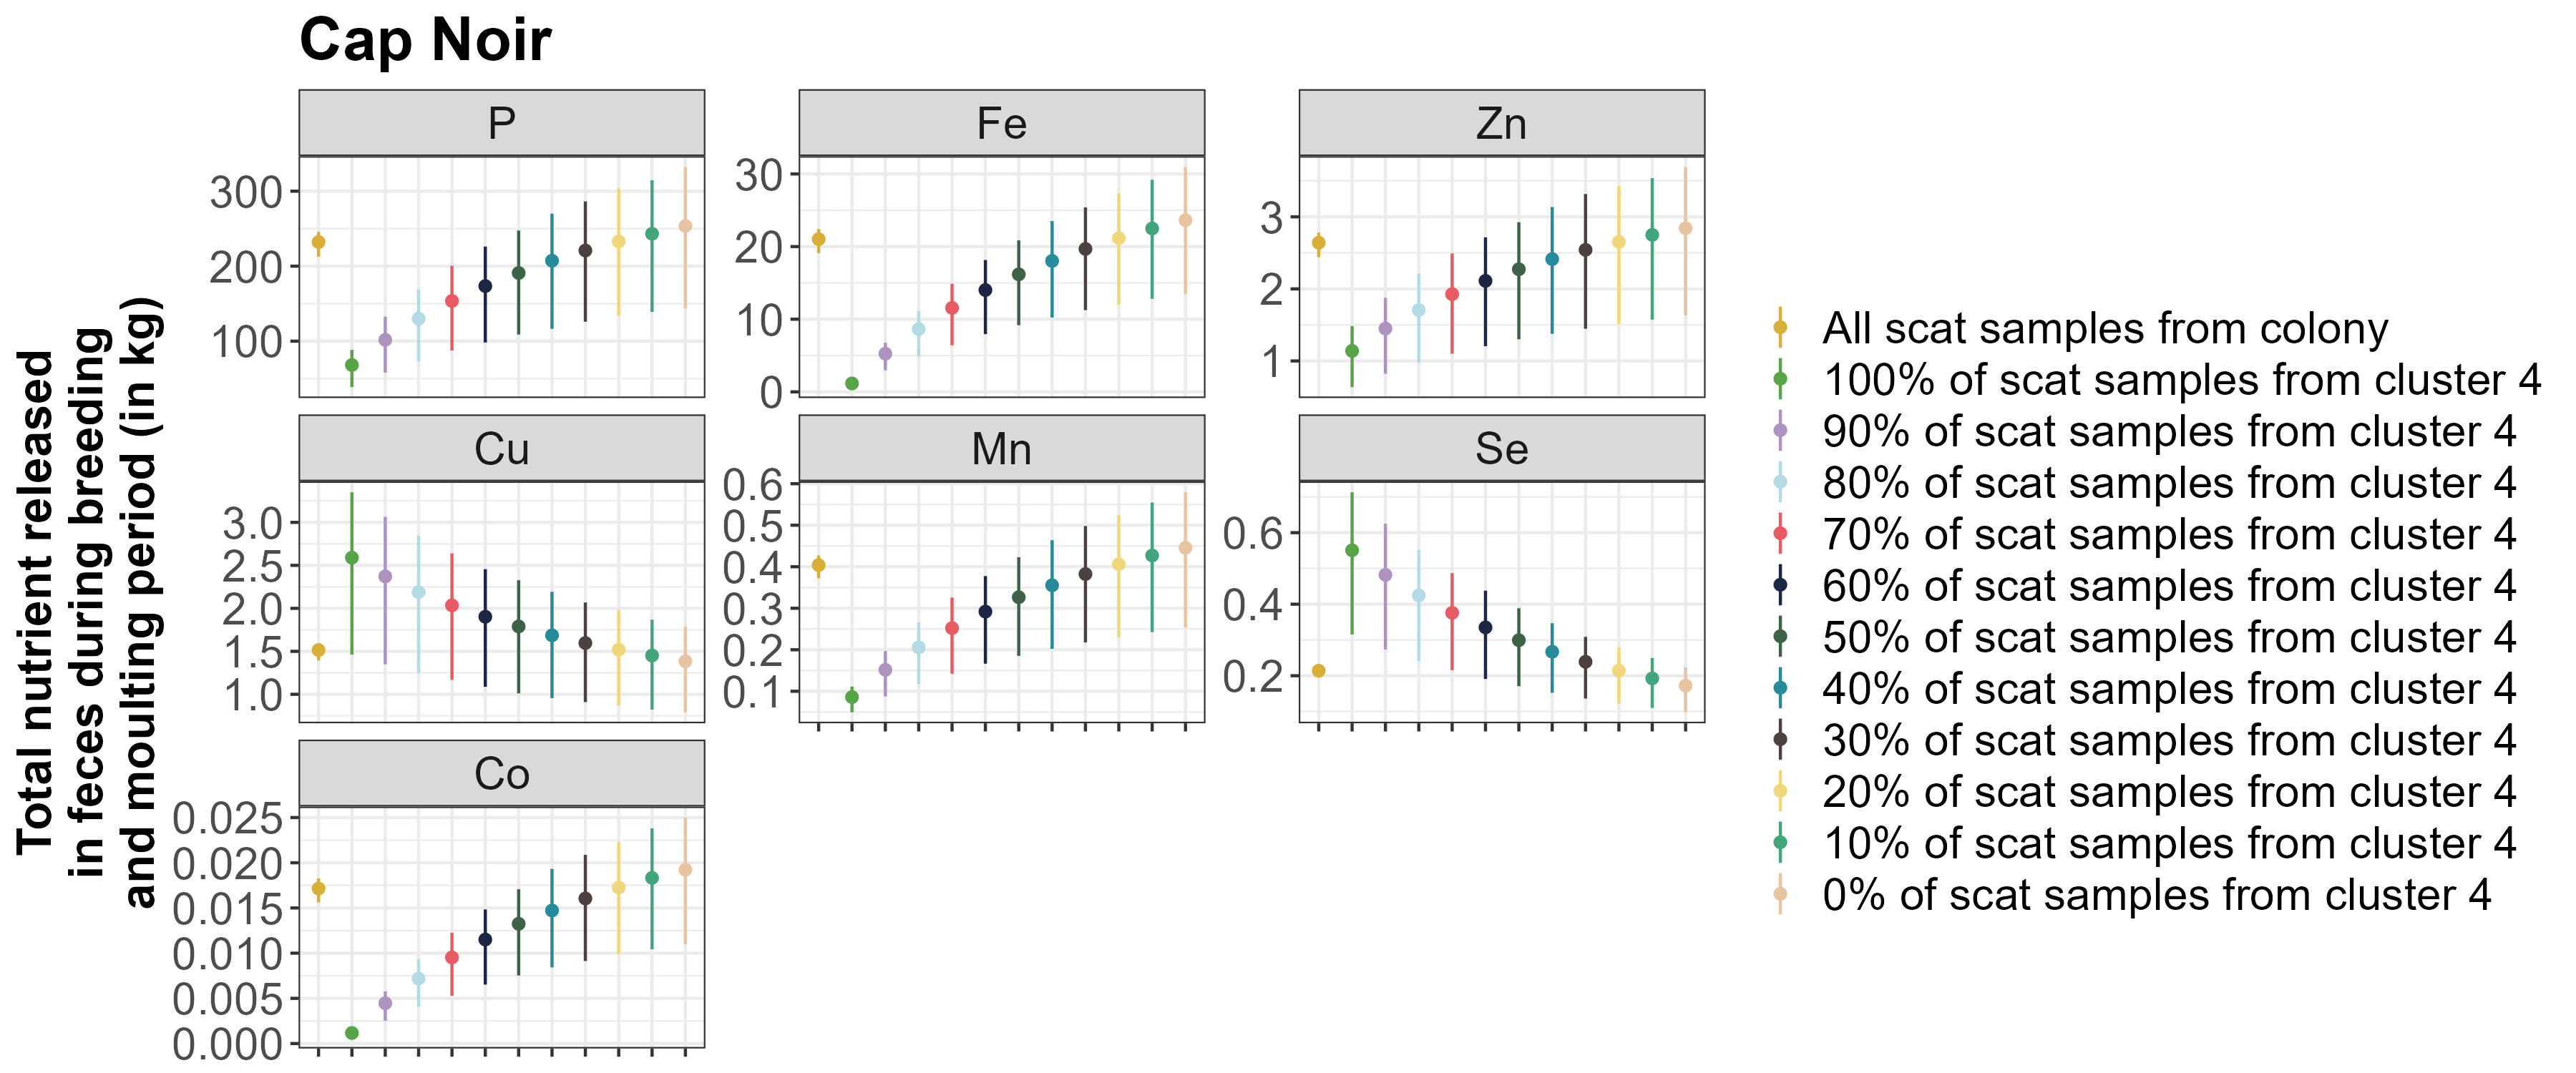 Cap Noir
Total nutrient released
in feces during breeding
and moulting period (in kg)
P
300
200
100
Fe
30
20
10
0
Zn
3
2
1
Cu
3.0
2.5
2.0
1.5
1.0
Mn
0.6
0.5
0.4
0.3
0.2
0.1
Se
0.6
0.4
0.2
Co
0.025
0.020
0.015
0.010
0.005
0.000
All scat samples from colony
100% of scat samples from cluster 4
90% of scat samples from cluster 4
80% of scat samples from cluster 4
70% of scat samples from cluster 4
60% of scat samples from cluster 4
50% of scat samples from cluster 4
40% of scat samples from cluster 4
30% of scat samples from cluster 4
20% of scat samples from cluster 4
10% of scat samples from cluster 4
0% of scat samples from cluster 4